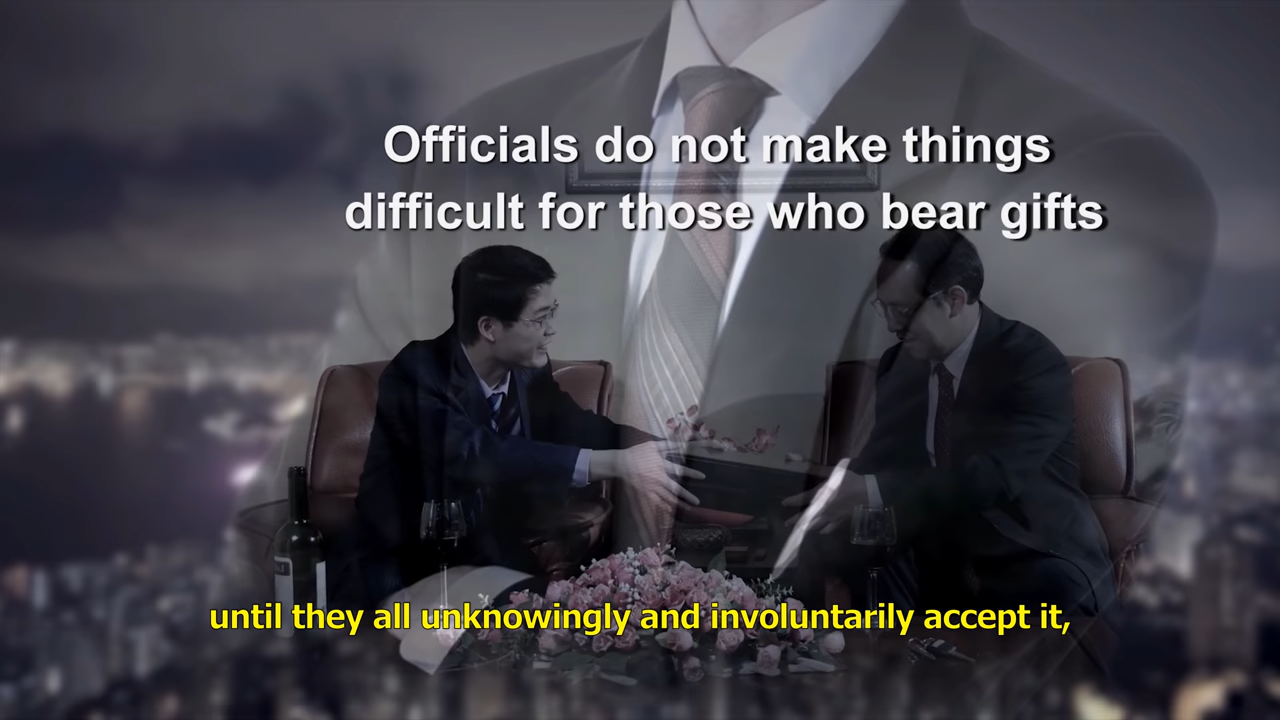 Officials do not make things
difficult for those who bear gifts
until they all unknowingly and involuntarily accept it,